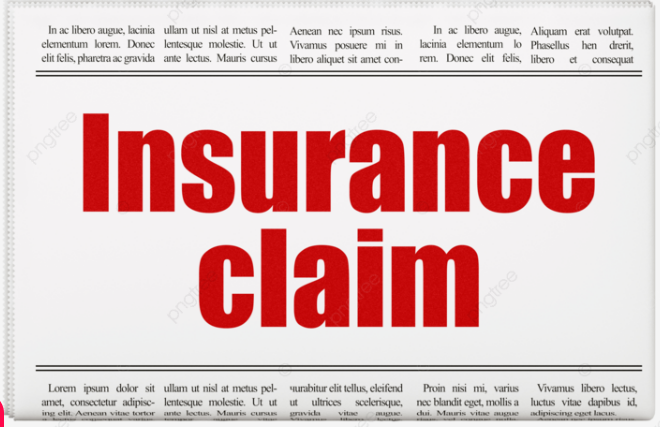 In ac libero augue, lacinia
elementum lorem. Donec
elit felis, pharetra ac gravida
ullam ut nisl at metus pel-
lentesque molestie. Ut ut
ante lectus. Mauris cursus
Aenean nec ipsum risus.
Vivamus posuere mi in
libero aliquet sit amet con-
In ac libero augue,
lacinia elementum lo
rem. Donec elit felis,
Aliquam erat volutpat.
Phasellus hen drerit,
libero et consequat
Insurance
claim
Lorem ipsum dolor sit
amet, consectetur adipisc-
ing elit. Aenean vitae tortor
ullam ut nisl at metus pel-
lentesque molestie. Ut ut
ante lectus. Mauris cursus
urabitur elit tellus, eleifend
ut ultrices scelerisque,
gravida vitae augue.
Proin nisi mi, varius
nec blandit eget, mollis a
dui. Mauris vitae augue
Vivamus libero lectus,
luctus vitae dapibus id,
adipiscing eget lacus.
pngtree
pngtree
pngtree
pngtree
pngtree